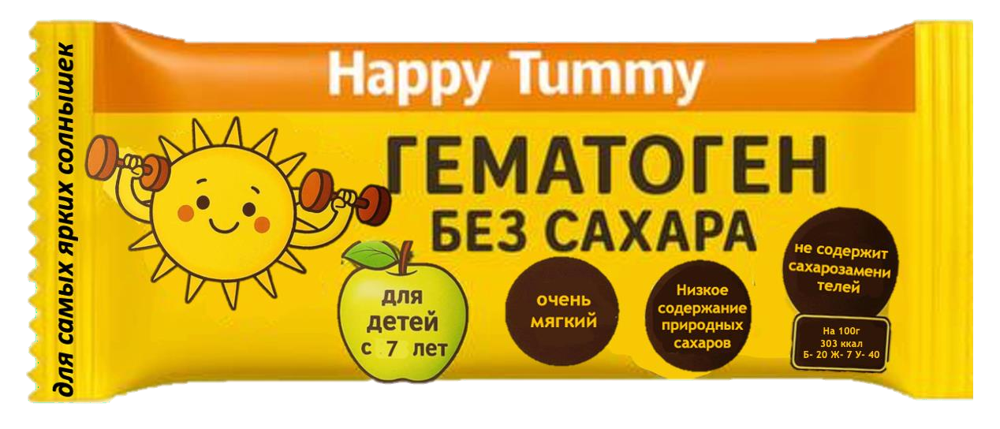 для самых ярких солнышек
Happy Tummy
ГЕМАТОГЕН
БЕЗ САХАРА
для
детей
с 7 лет
очень
мягкий
Низкое
содержание
природных
сахаров
не содержит
сахарозамени
телей
На 100г
303 ккал
Б- 20 Ж- 7 У- 40